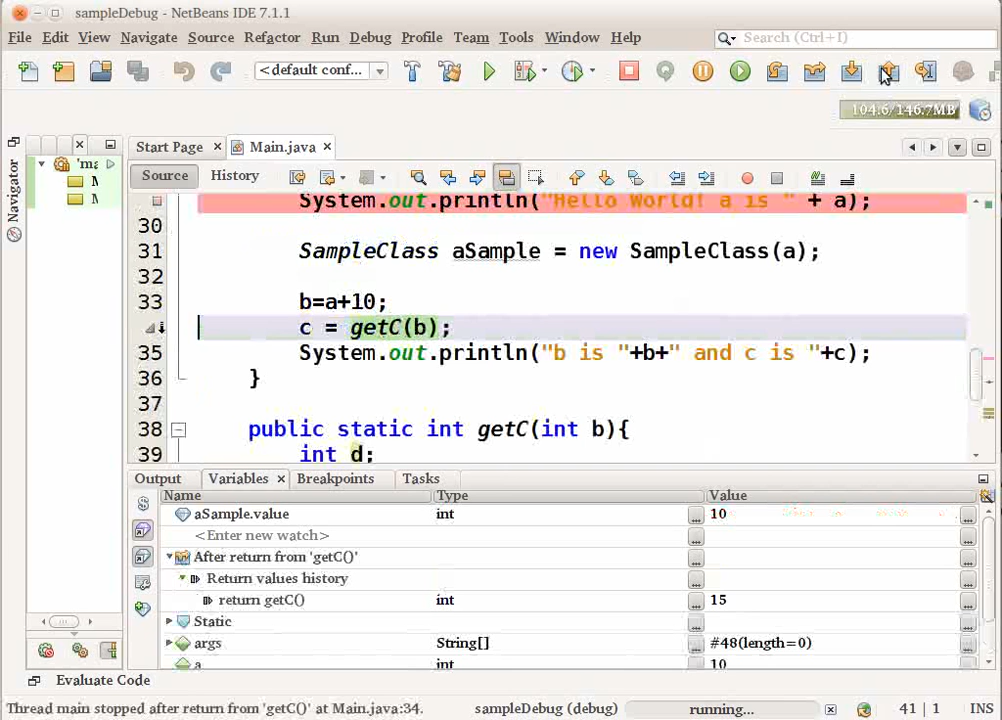 sampleDebug - NetBeans IDE 7.1.1
File Edit View Navigate Source Refactor Run Debug Profile Team Tools Window Help Search (Ctrl+I)
<default conf...
104.6/146.7MB
Navigator
'ma
Start Page Main.java
Source History
System.out.println("Hello World! a is " + a);
30
31 SampleClass aSample = new SampleClass(a);
32
33 b=a+10;
c = getC(b);
35 System.out.println("b is "+b+" and c is "+c);
36 }
37
38 public static int getC(int b){
39 int d;
Output Variables Breakpoints Tasks
Name Type Value
aSample.value int 10
<Enter new watch>
After return from 'getC()'
Return values history
return getC() int 15
Static
args String[] #48(length=0)
a int 10
Evaluate Code
Thread main stopped after return from 'getC()' at Main.java:34. sampleDebug (debug) running... 41 | 1 INS